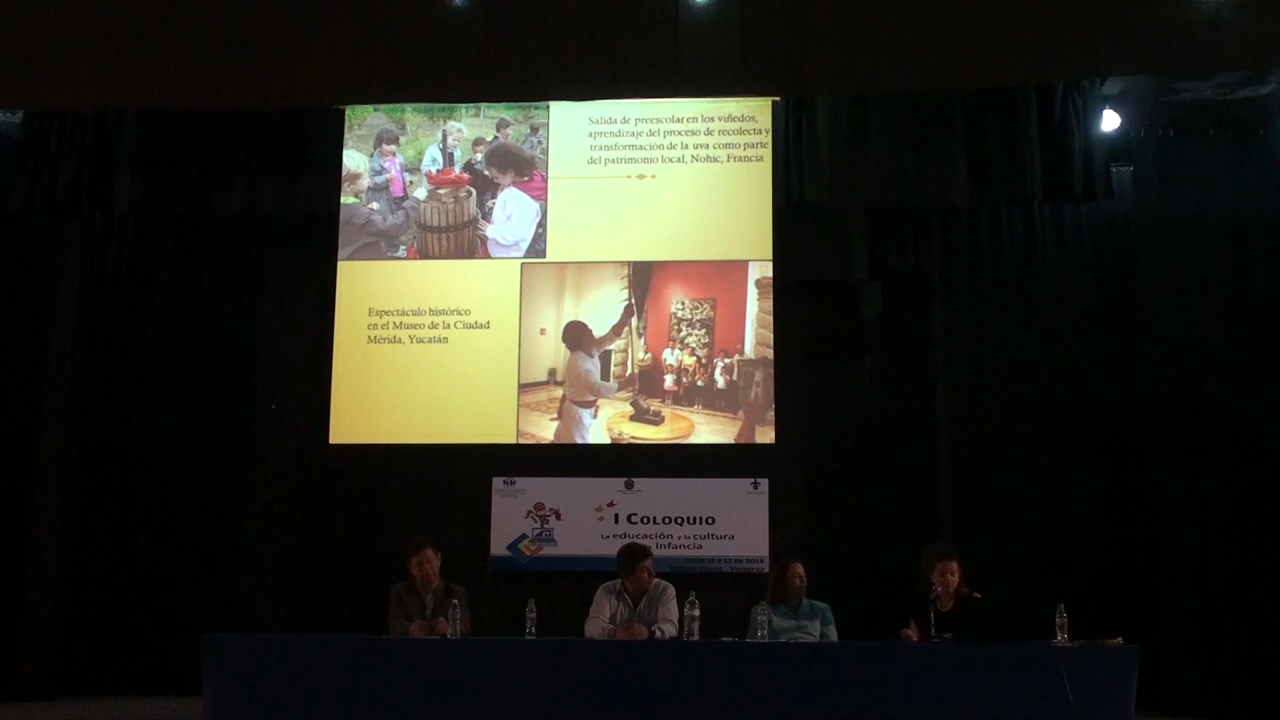 Salida de preescolar en los viñedos,
aprendizaje del proceso de recolecta y
transformación de la uva como parte
del patrimonio local, Nohic, Francia
Espectáculo histórico
en el Museo de la Ciudad
Mérida, Yucatán
I COLOQUIO
La educación y la cultura
infancia
Veracruz